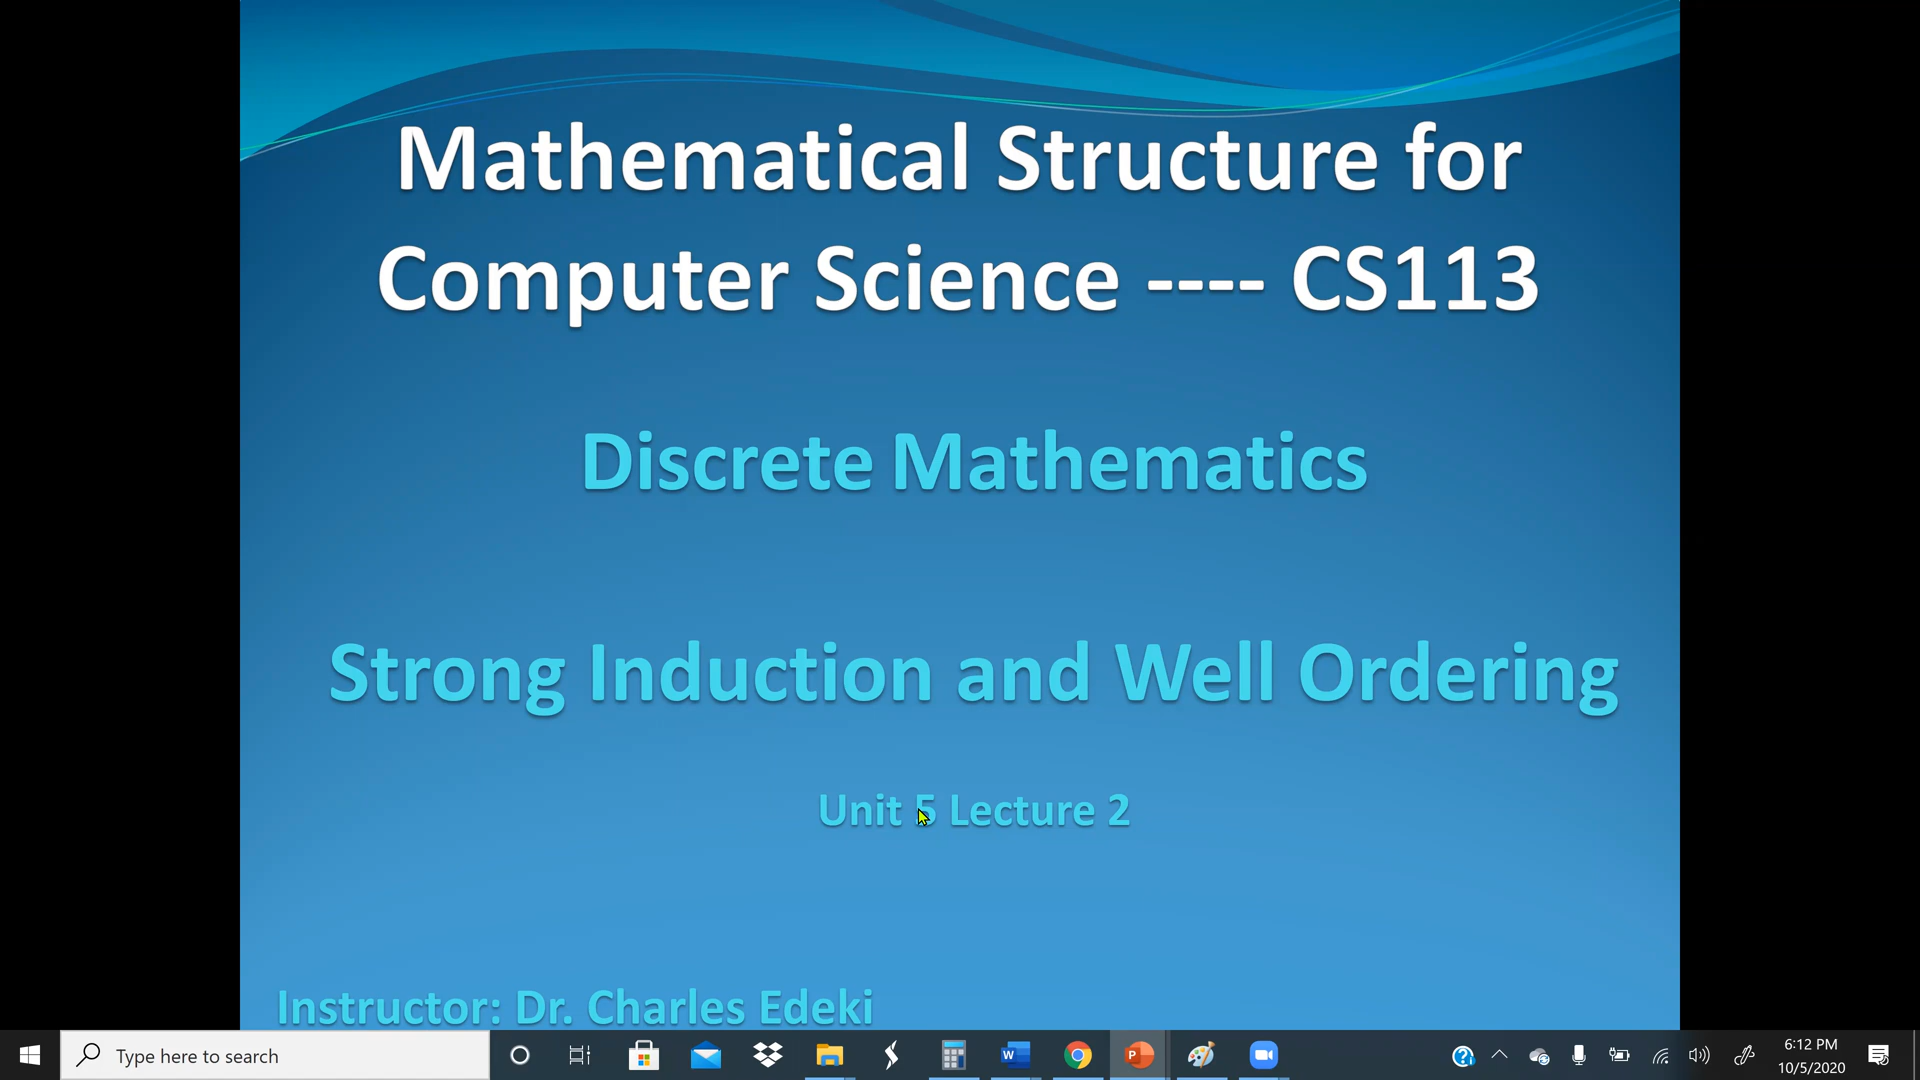 Mathematical Structure for
Computer Science ---- CS113
Discrete Mathematics
Strong Induction and Well Ordering
Unit 5 Lecture 2
Instructor: Dr. Charles Edeki
Type here to search
6:12 PM
10/5/2020